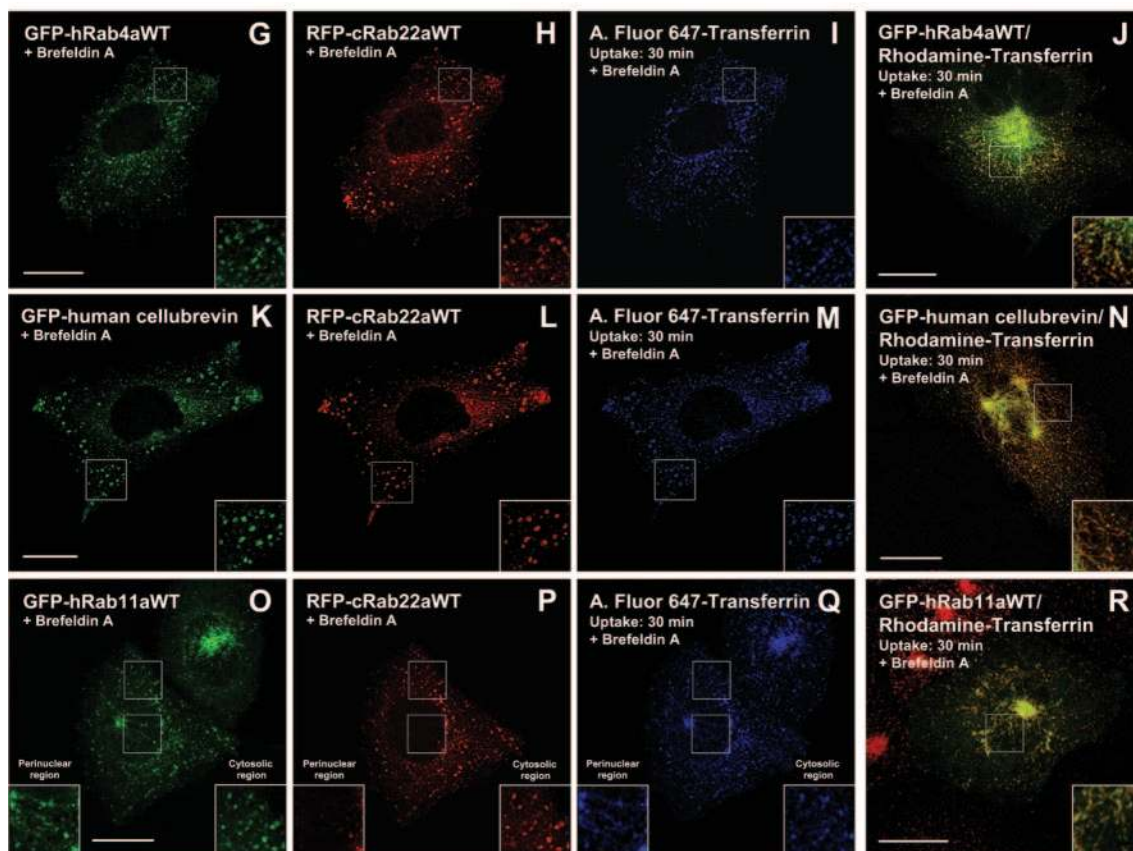 GFP-hRab4aWT G
+ Brefeldin A
RFP-cRab22aWT H
+ Brefeldin A
A. Fluor 647-Transferrin I
Uptake: 30 min
+ Brefeldin A
GFP-hRab4aWT/ J
Rhodamine-Transferrin
Uptake: 30 min
+ Brefeldin A
GFP-human cellubrevin K
+ Brefeldin A
RFP-cRab22aWT L
+ Brefeldin A
A. Fluor 647-Transferrin M
Uptake: 30 min
+ Brefeldin A
GFP-human cellubrevin/ N
Rhodamine-Transferrin
Uptake: 30 min
+ Brefeldin A
GFP-hRab11aWT O
+ Brefeldin A
Perinuclear
region
Cytosolic
region
RFP-cRab22aWT P
+ Brefeldin A
Perinuclear
region
Cytosolic
region
A. Fluor 647-Transferrin Q
Uptake: 30 min
+ Brefeldin A
Perinuclear
region
Cytosolic
region
GFP-hRab11aWT/ R
Rhodamine-Transferrin
Uptake: 30 min
+ Brefeldin A